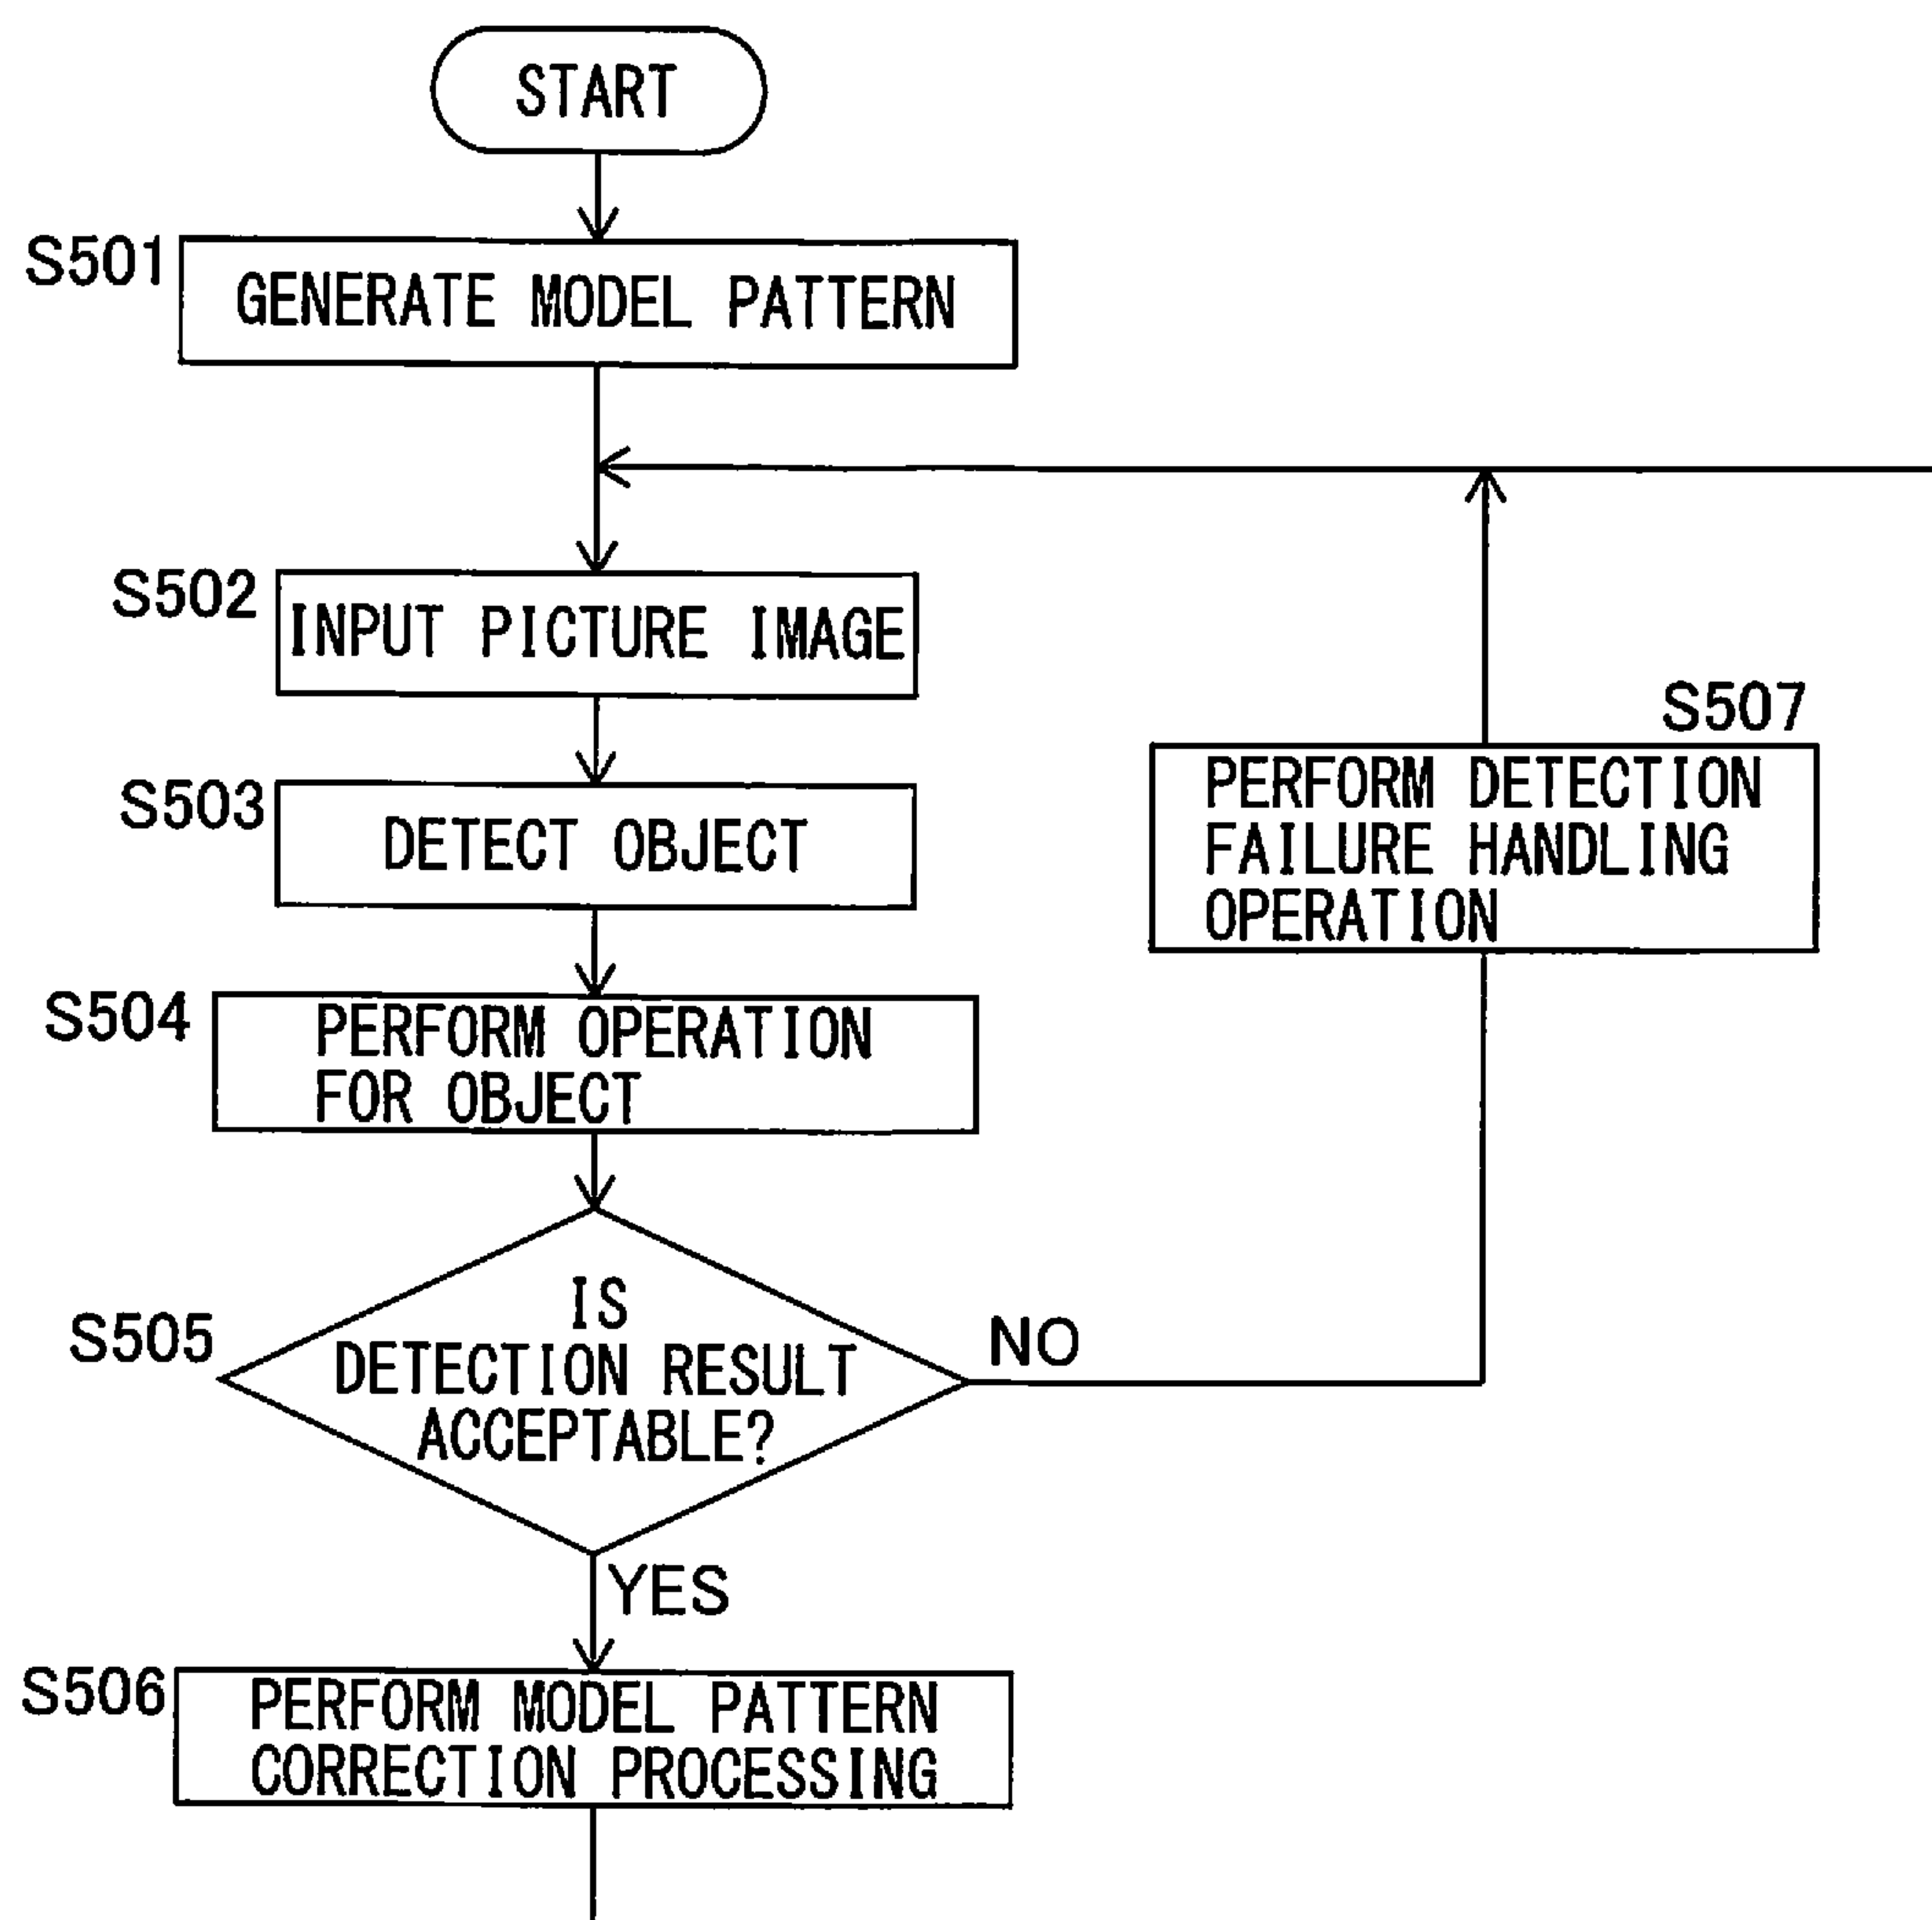 START
S501
GENERATE MODEL PATTERN
S502
INPUT PICTURE IMAGE
S503
DETECT OBJECT
S504
PERFORM OPERATION
FOR OBJECT
S505
IS
DETECTION RESULT
ACCEPTABLE?
NO
YES
S506
PERFORM MODEL PATTERN
CORRECTION PROCESSING
S507
PERFORM DETECTION
FAILURE HANDLING
OPERATION